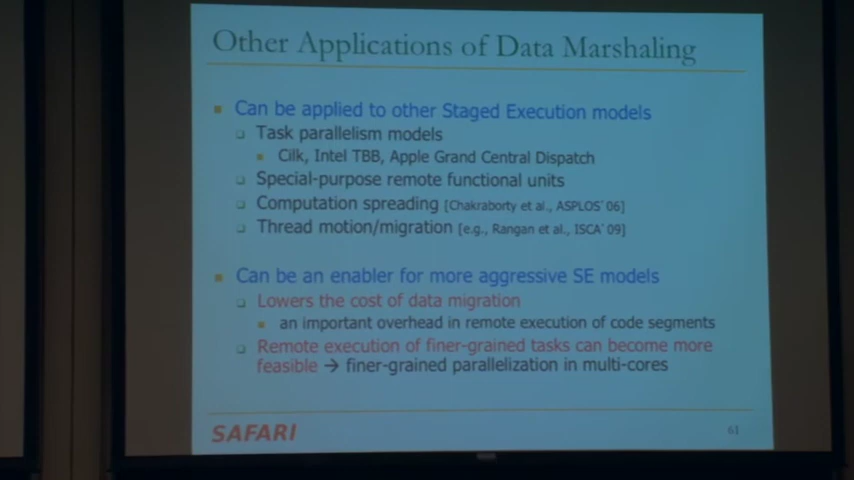 Other Applications of Data Marshaling
Can be applied to other Staged Execution models
Task parallelism models
Cilk, Intel TBB, Apple Grand Central Dispatch
Special-purpose remote functional units
Computation spreading [Chakraborty et al., ASPLOS'06]
Thread motion/migration [e.g., Rangan et al., ISCA'09]
Can be an enabler for more aggressive SE models
Lowers the cost of data migration
an important overhead in remote execution of code segments
Remote execution of finer-grained tasks can become more
feasible → finer-grained parallelization in multi-cores
SAFARI
61